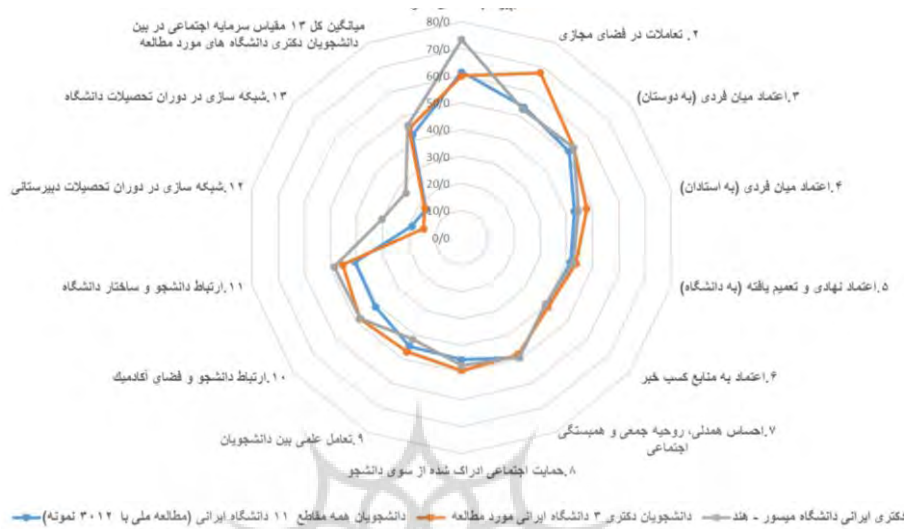 میانگین کل ۱۳ مقیاس سرمایه اجتماعی در بین
دانشجویان دکتری دانشگاه های مورد مطالعه
80/0
70/0
60/0
50/0
40/0
30/0
20/0
10/0
0/0
۲. تعاملات در فضای مجازی
۳.اعتماد میان فردی (به دوستان)
۴.اعتماد میان فردی (به استادان)
۵.اعتماد نهادی و تعمیم یافته (به دانشگاه)
۶.اعتماد به منابع کسب خبر
۷.احساس همدلی، روحیه جمعی و همبستگی
اجتماعی
۸.حمایت اجتماعی ادراک شده از سوی دانشجو
۹.تعامل علمی بین دانشجویان
۱۰.ارتباط دانشجو و فضای آکادمیک
۱۱.ارتباط دانشجو و ساختار دانشگاه
۱۲.شبکه سازی در دوران تحصیلات دبیرستانی
۱۳.شبکه سازی در دوران تحصیلات دانشگاه
دانشجویان همه مقاطع ۱۱ دانشگاه ایرانی (مطالعه ملی با ۳۰۱۲ نمونه)
دانشجویان دکتری ۳ دانشگاه ایرانی مورد مطالعه
دکتری ایرانی دانشگاه میسور - هند